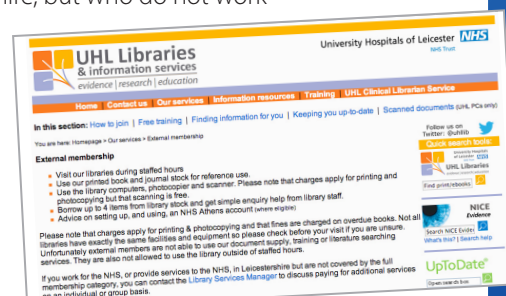 hire, but who do not work
UHL Libraries
& information services
evidence | research | education
University Hospitals of Leicester NHS
NHS Trust
Home | Contact us | Our services | Information resources | Training | UHL Clinical Librarian Service
In this section: How to join | Free training | Finding information for you | Keeping you up-to-date | Scanned documents (UHL PCs only)
You are here: Homepage > Our services > External membership
External membership
Visit our libraries during staffed hours
Use our printed book and journal stock for reference use.
Use the library computers, photocopier and scanner. Please note that charges apply for printing and
photocopying but that scanning is free.
Borrow up to 4 items from library stock and get simple enquiry help from library staff.
Advice on setting up, and using, an NHS Athens account (where eligible)
Please note that charges apply for printing & photocopying and that fines are charged on overdue books. Not all
libraries have exactly the same facilities and equipment so please check before your visit if you are unsure.
Unfortunately external members are not able to use our document supply, training or literature searching
services. They are also not allowed to use the library outside of staffed hours.
If you work for the NHS, or provide services to the NHS, in Leicestershire but are not covered by the full
membership category, you can contact the Library Services Manager to discuss paying for additional services
on an individual or group basis.
Follow us on
Twitter: @uhllib
Quick search tools:
University Hospitals
of Leicester NHS
UHL Libraries
Find print/ebooks
NICE
Evidence
Search NICE Evidence
What's this? | Search help
UpToDate
Open search box